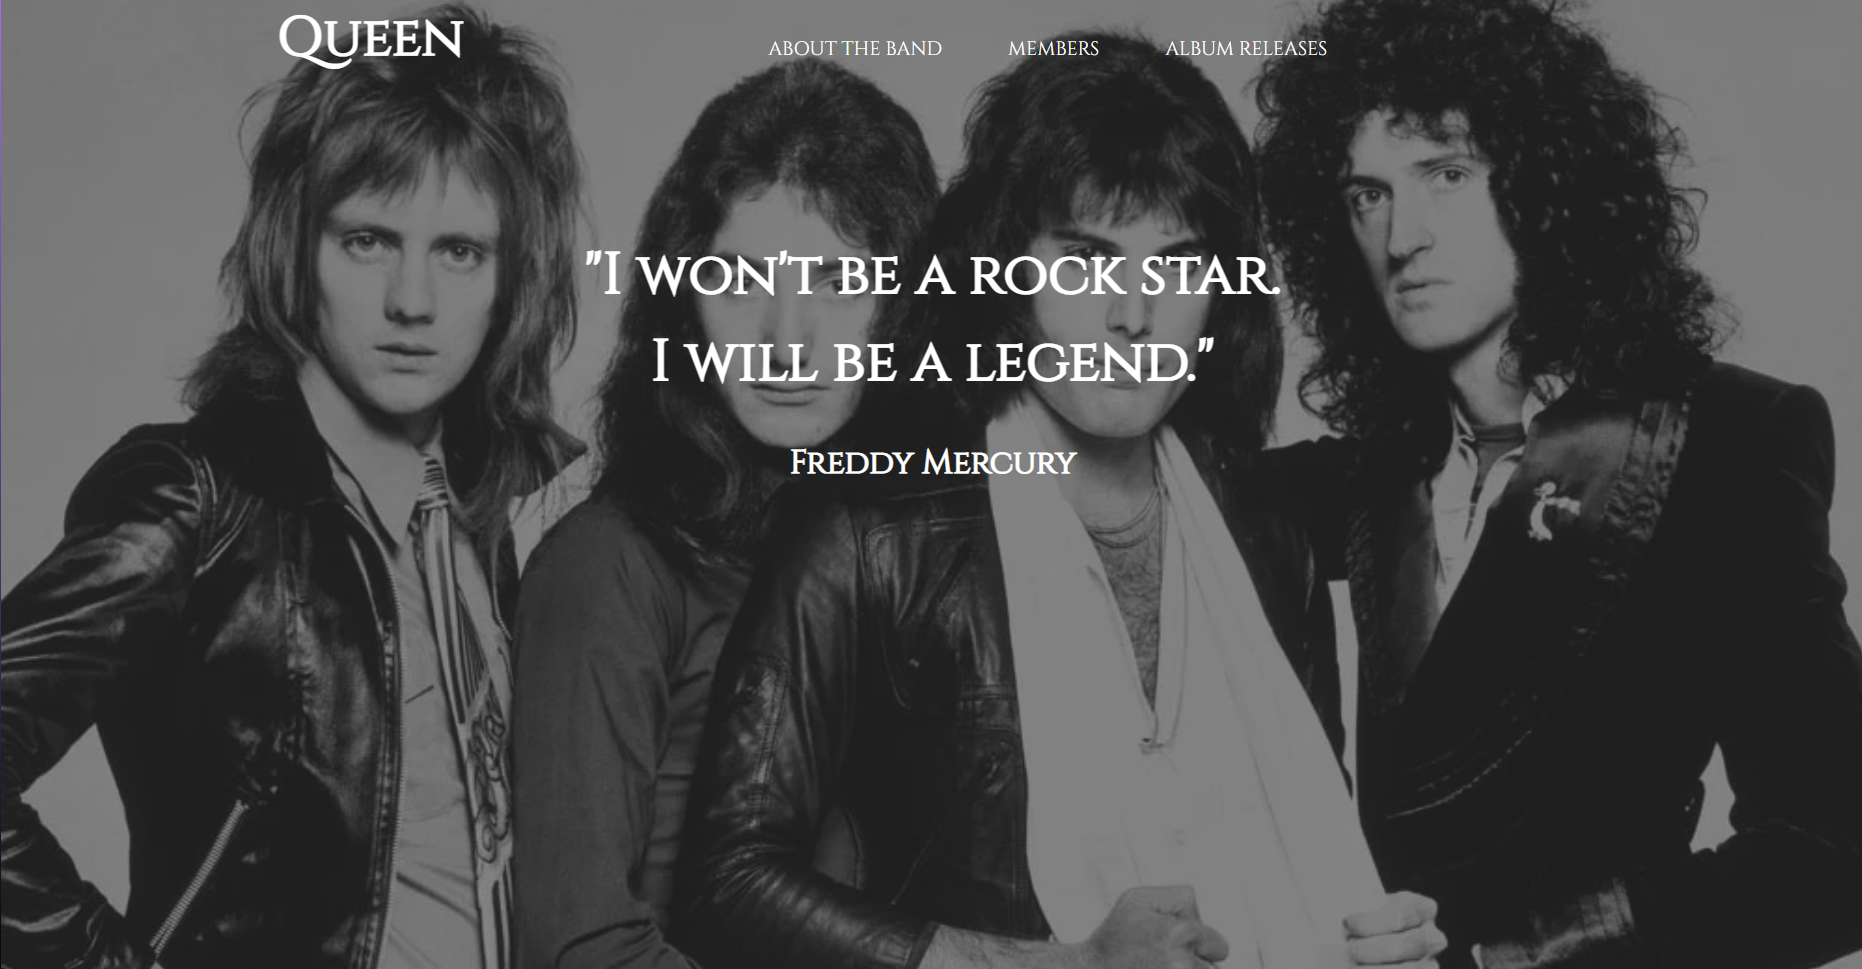 Queen
ABOUT THE BAND
MEMBERS
ALBUM RELEASES
"I won't be a rock star.
I will be a legend."
Freddy Mercury